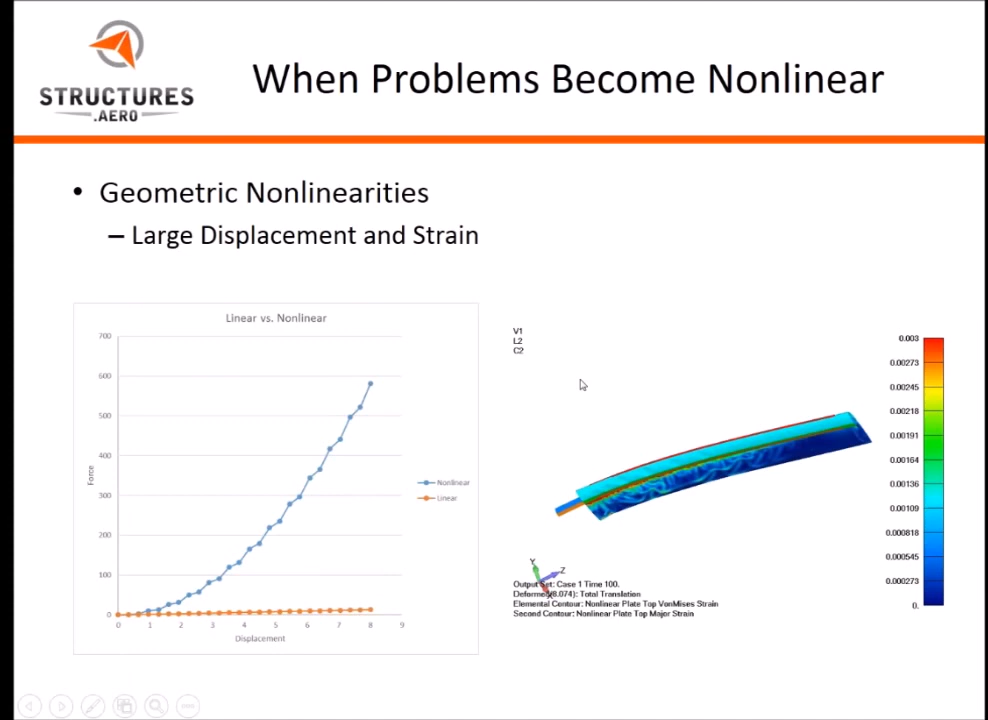 STRUCTURES
.AERO
When Problems Become Nonlinear
• Geometric Nonlinearities
– Large Displacement and Strain
Linear vs. Nonlinear
700
600
500
400
300
200
100
0
Force
0 1 2 3 4 5 6 7 8 9
Displacement
Nonlinear
Linear
V1
L2
C2
0.003
0.00273
0.00245
0.00218
0.00191
0.00164
0.00136
0.00109
0.000818
0.000545
0.000273
0.
Y
Z
X
Output Set: Case 1 Time 100.
Deformed(8.074): Total Translation
Elemental Contour: Nonlinear Plate Top VonMises Strain
Second Contour: Nonlinear Plate Top Major Strain